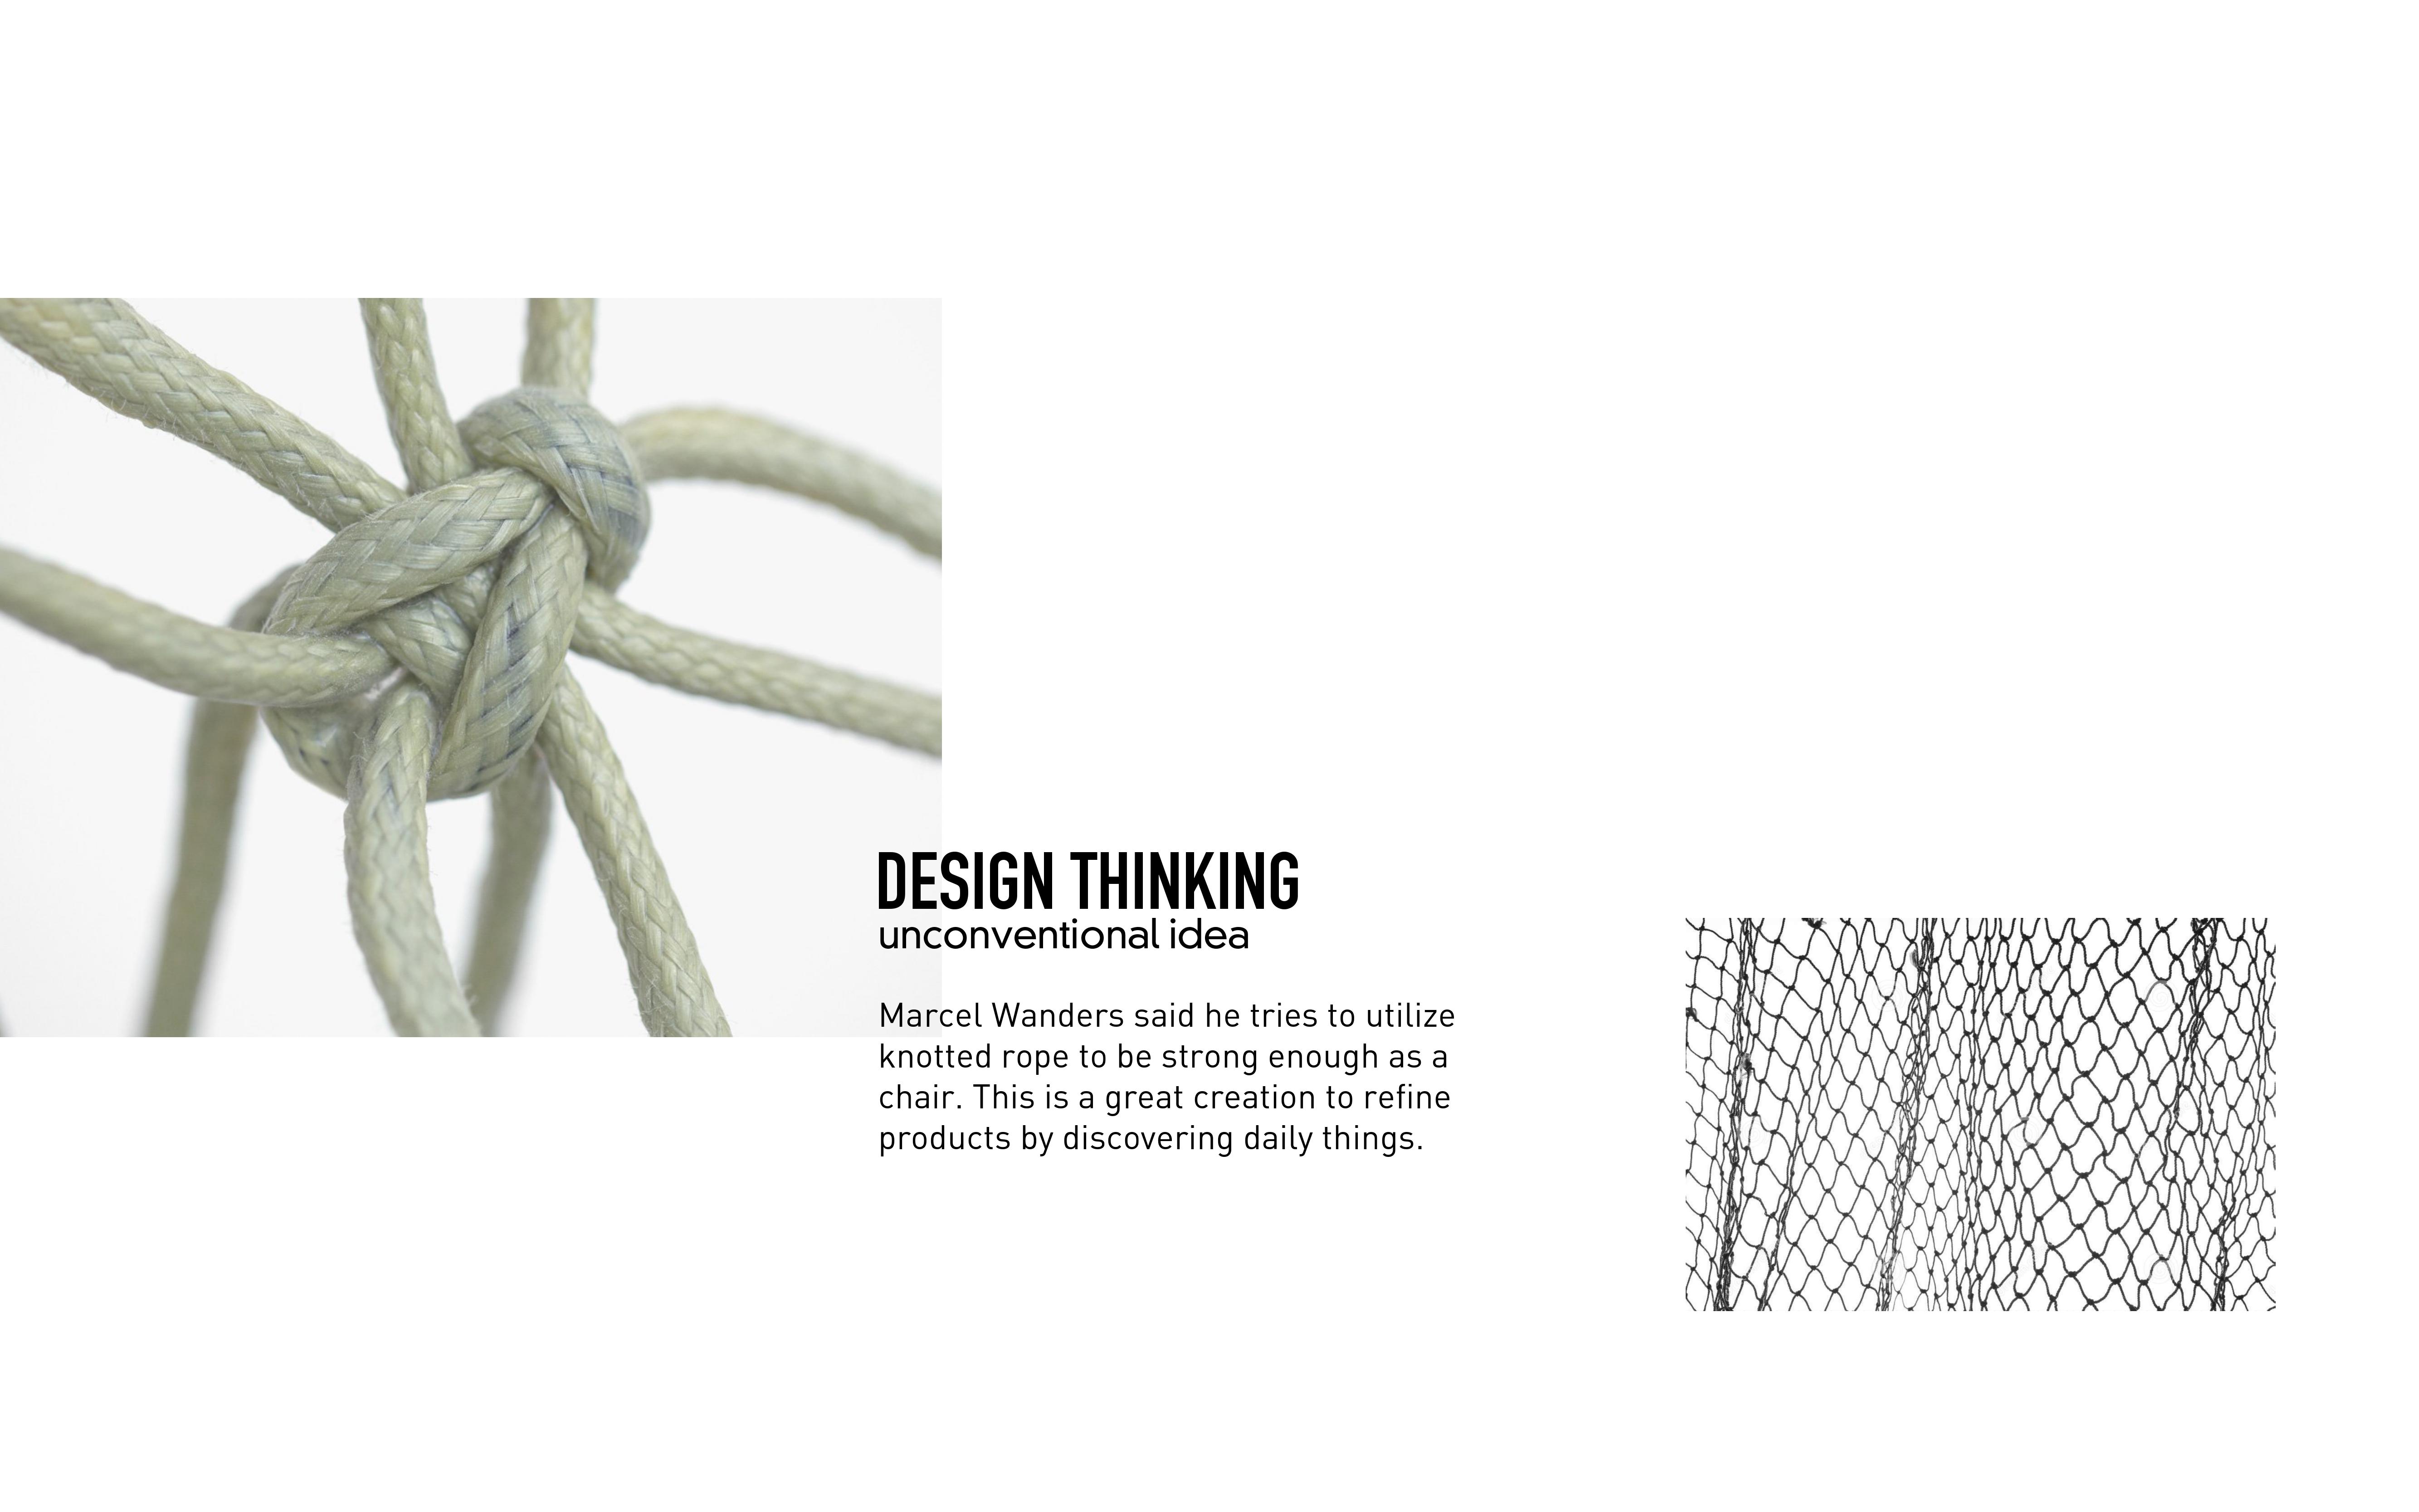 DESIGN THINKING
unconventional idea
Marcel Wanders said he tries to utilize
knotted rope to be strong enough as a
chair. This is a great creation to refine
products by discovering daily things.